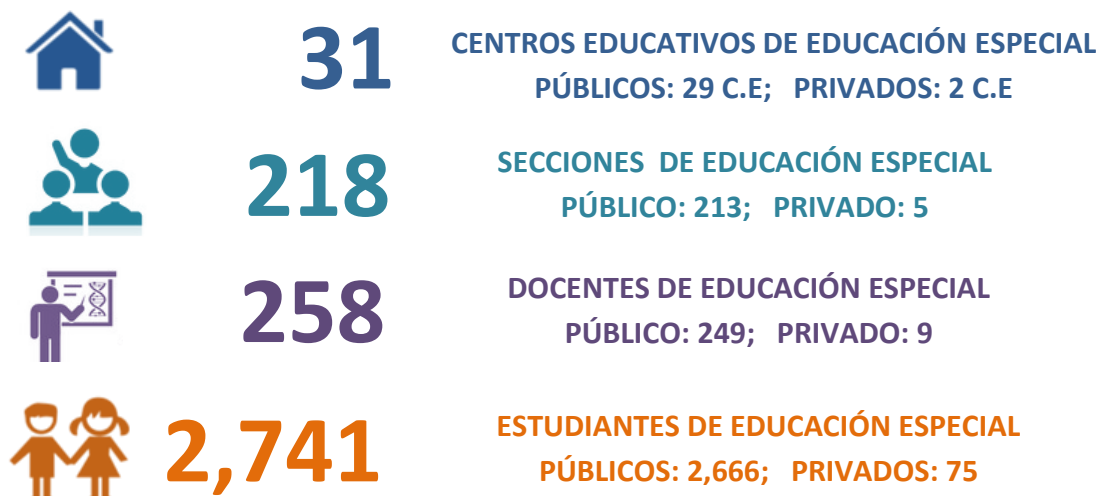 31
CENTROS EDUCATIVOS DE EDUCACIÓN ESPECIAL
PÚBLICOS: 29 C.E; PRIVADOS: 2 C.E
218
SECCIONES DE EDUCACIÓN ESPECIAL
PÚBLICO: 213; PRIVADO: 5
258
DOCENTES DE EDUCACIÓN ESPECIAL
PÚBLICO: 249; PRIVADO: 9
2,741
ESTUDIANTES DE EDUCACIÓN ESPECIAL
PÚBLICOS: 2,666; PRIVADOS: 75